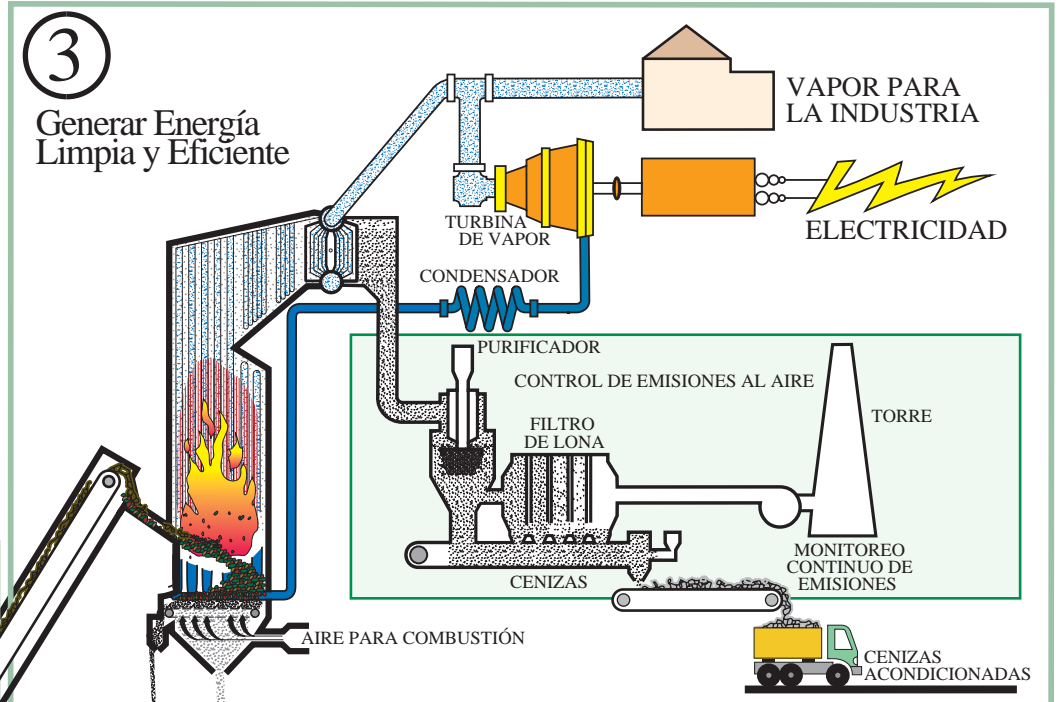 3
Generar Energía
Limpia y Eficiente
VAPOR PARA
LA INDUSTRIA
TURBINA
DE VAPOR
ELECTRICIDAD
CONDENSADOR
PURIFICADOR
CONTROL DE EMISIONES AL AIRE
FILTRO
DE LONA
TORRE
CENIZAS
MONITOREO
CONTINUO DE
EMISIONES
AIRE PARA COMBUSTIÓN
CENIZAS
ACONDICIONADAS